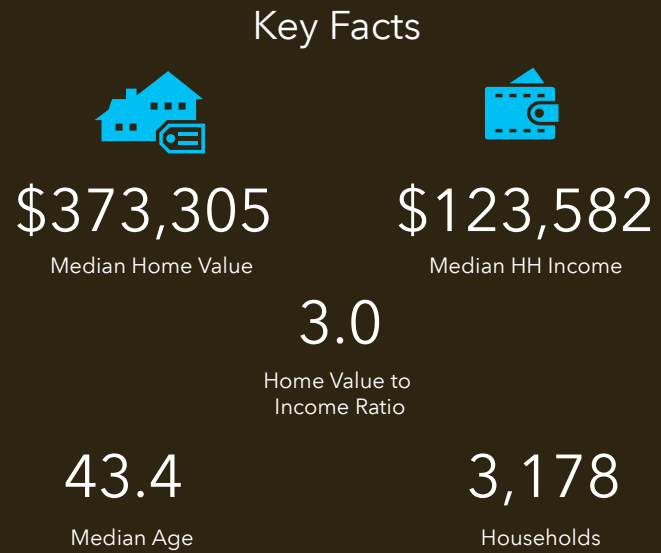 Key Facts
$373,305
$123,582
Median Home Value
Median HH Income
3.0
Home Value to
Income Ratio
43.4
3,178
Median Age
Households